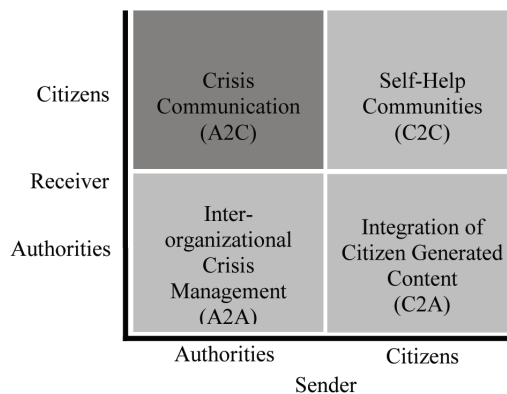 Citizens
Crisis
Communication
(A2C)
Self-Help
Communities
(C2C)
Receiver
Authorities
Inter-
organizational
Crisis
Management
(A2A)
Integration of
Citizen Generated
Content
(C2A)
Authorities
Citizens
Sender